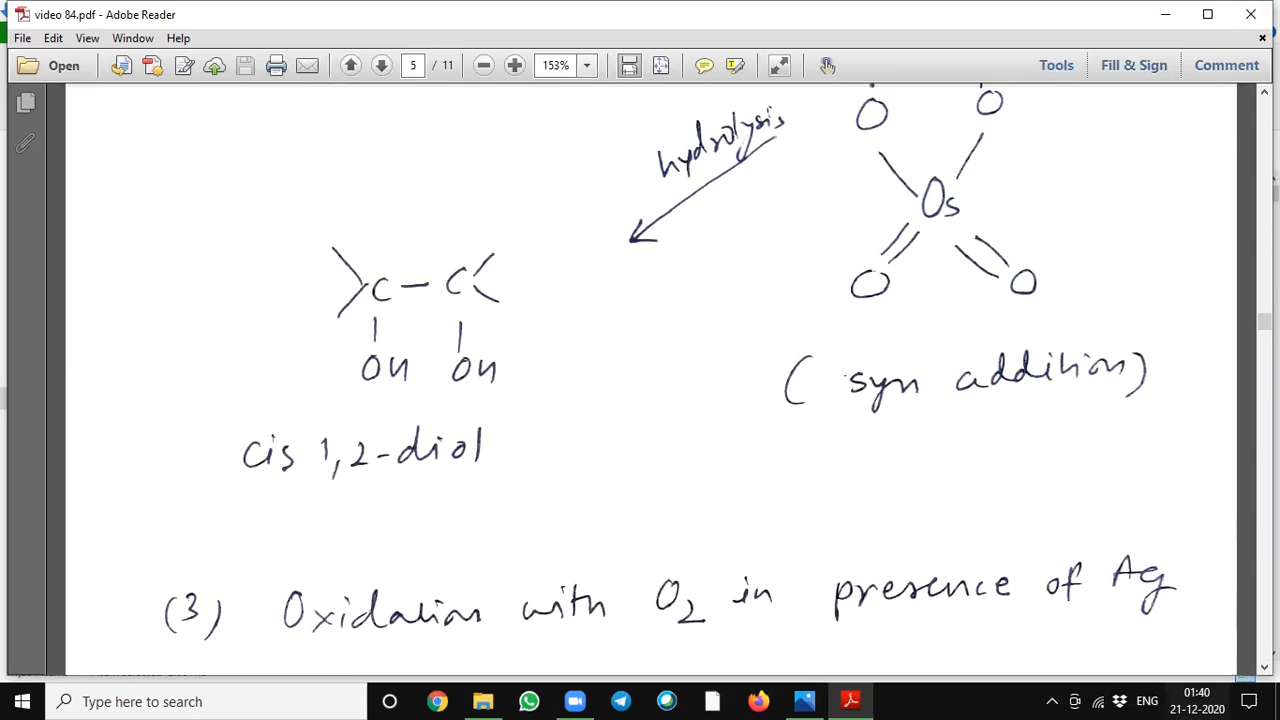 video 84.pdf - Adobe Reader
File Edit View Window Help
Open 5 / 11 153% Tools Fill & Sign Comment
O O
hydrolysis
Os
C - C
O O
OH OH
(syn addition)
cis 1,2-diol
(3) Oxidation with O2 in presence of Ag
Type here to search
ENG 01:40
21-12-2020